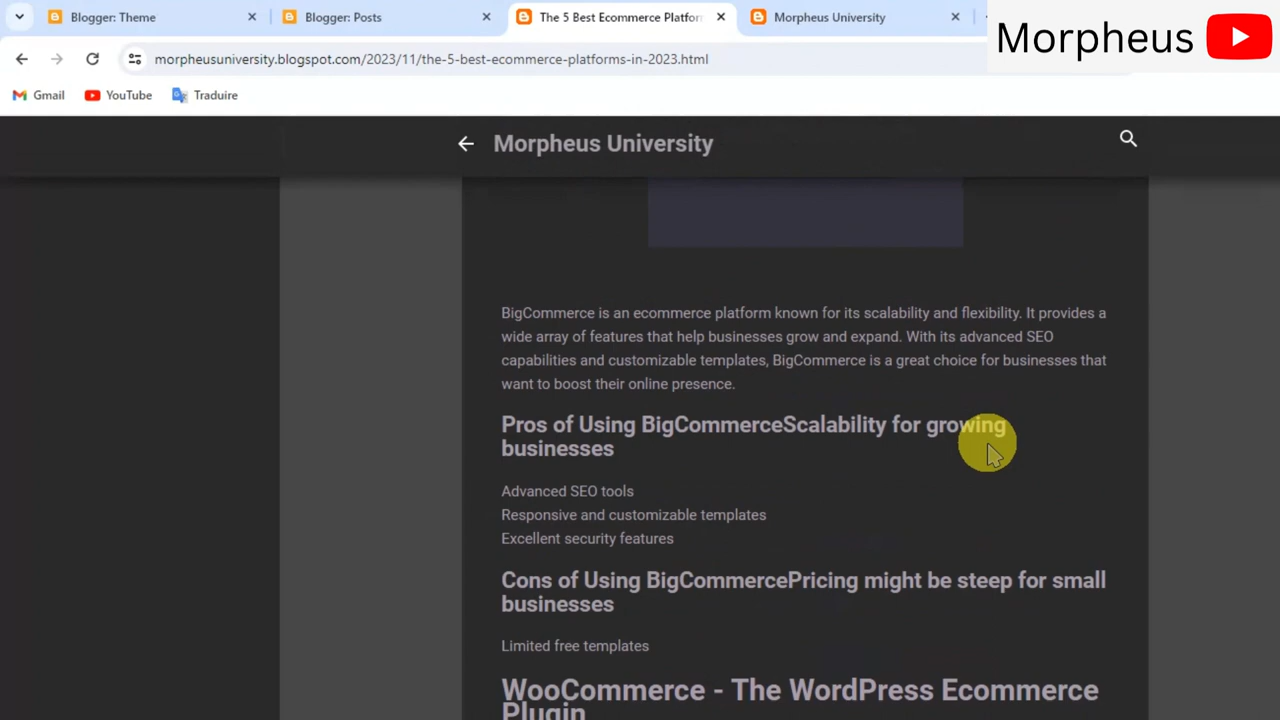 Blogger: Theme
Blogger: Posts
The 5 Best Ecommerce Platfor
Morpheus University
Morpheus
morpheusuniversity.blogspot.com/2023/11/the-5-best-ecommerce-platforms-in-2023.html
Gmail
YouTube
Traduire
Morpheus University
BigCommerce is an ecommerce platform known for its scalability and flexibility. It provides a
wide array of features that help businesses grow and expand. With its advanced SEO
capabilities and customizable templates, BigCommerce is a great choice for businesses that
want to boost their online presence.
Pros of Using BigCommerceScalability for growing
businesses
Advanced SEO tools
Responsive and customizable templates
Excellent security features
Cons of Using BigCommercePricing might be steep for small
businesses
Limited free templates
WooCommerce - The WordPress Ecommerce
Plugin